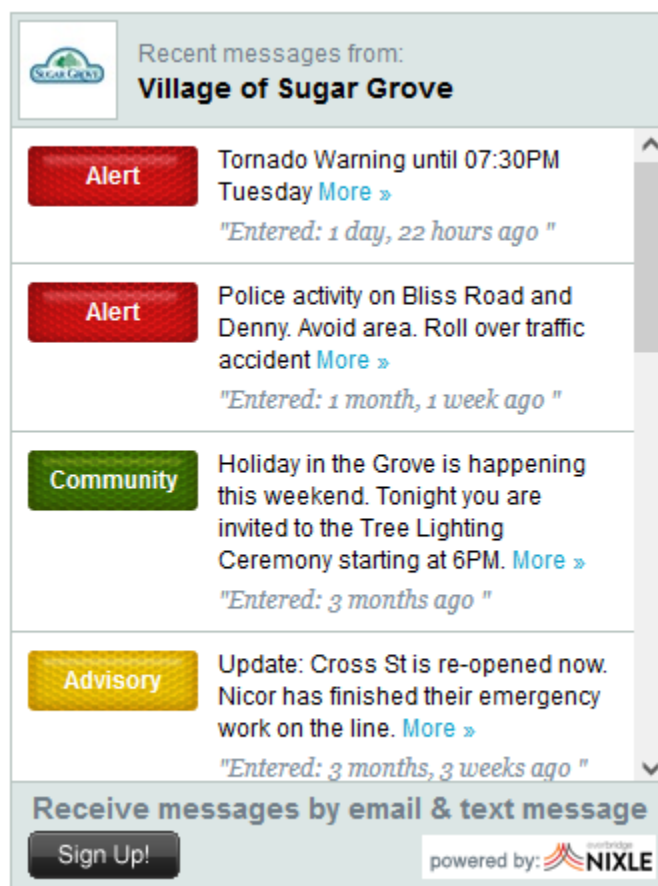 SUGAR GROVE
Recent messages from:
Village of Sugar Grove
Alert
Tornado Warning until 07:30PM
Tuesday More »
"Entered: 1 day, 22 hours ago "
Alert
Police activity on Bliss Road and
Denny. Avoid area. Roll over traffic
accident More »
"Entered: 1 month, 1 week ago "
Community
Holiday in the Grove is happening
this weekend. Tonight you are
invited to the Tree Lighting
Ceremony starting at 6PM. More »
"Entered: 3 months ago "
Advisory
Update: Cross St is re-opened now.
Nicor has finished their emergency
work on the line. More »
"Entered: 3 months, 3 weeks ago "
Receive messages by email & text message
Sign Up!
powered by: everbridge
NIXLE